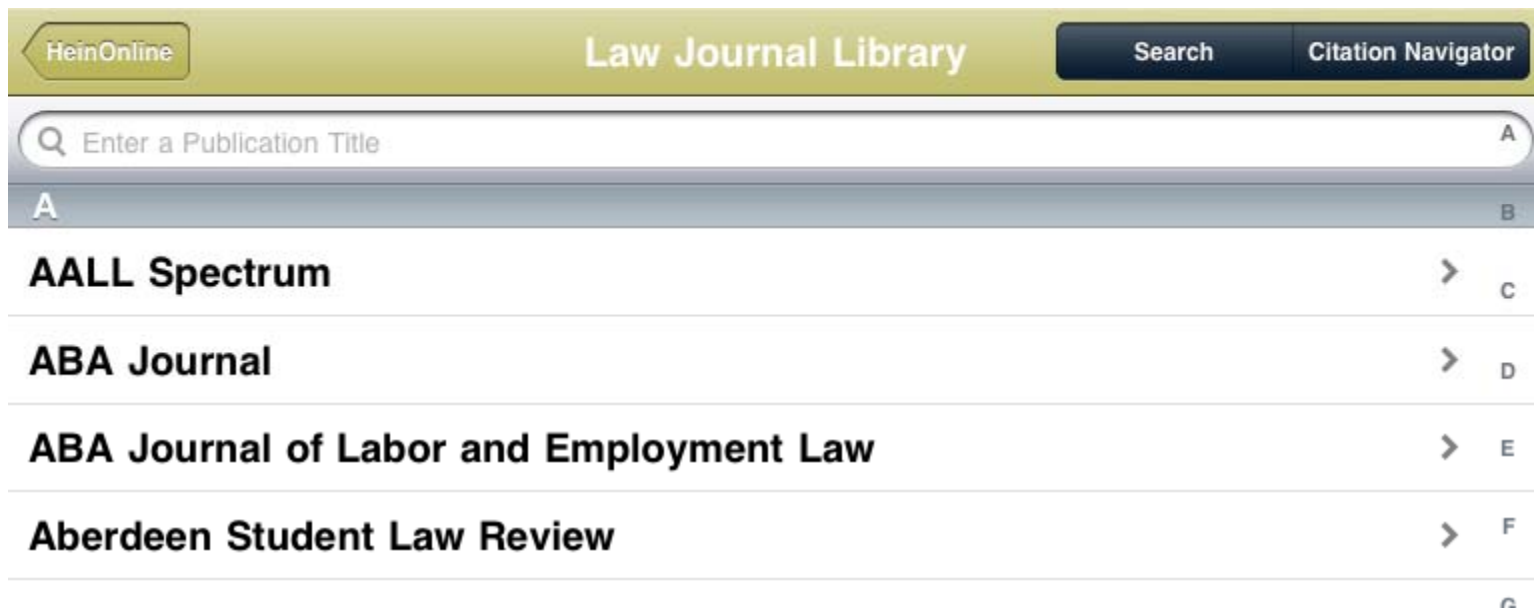 HeinOnline
Law Journal Library
Search
Citation Navigator
Enter a Publication Title
A
A
B
AALL Spectrum
C
ABA Journal
D
ABA Journal of Labor and Employment Law
E
Aberdeen Student Law Review
F